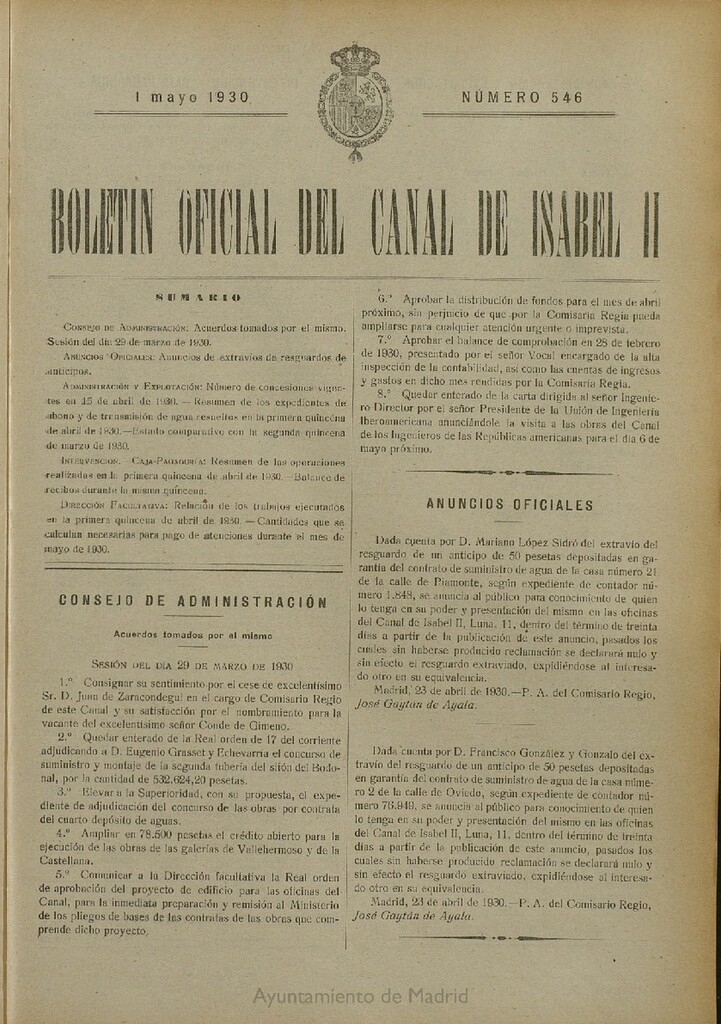 1 mayo 1930
NÚMERO 546
BOLETIN OFICIAL DEL CANAL DE ISABEL II
SUMARIO
CONSEJO DE ADMINISTRACIÓN: Acuerdos tomados por el mismo.
Sesión del día 29 de marzo de 1930.
ANUNCIOS OFICIALES: Anuncios de extravíos de resguardos de
anticipos.
ADMINISTRACIÓN Y EXPLOTACIÓN: Número de concesiones vigen-
tes en 15 de abril de 1930. — Resumen de los expedientes de
abono y de transmisión de agua resueltos en la primera quincena
de abril de 1930.—Estado comparativo con la segunda quincena
de marzo de 1930.
INTERVENCIÓN. CAJA-PAGADURÍA: Resumen de las operaciones
realizadas en la primera quincena de abril de 1930.—Balance de
recibos durante la misma quincena.
DIRECCIÓN FACULTATIVA: Relación de los trabajos ejecutados
en la primera quincena de abril de 1930. — Cantidades que se
calculan necesarias para pago de atenciones durante el mes de
mayo de 1930.
CONSEJO DE ADMINISTRACIÓN
Acuerdos tomados por el mismo
SESIÓN DEL DÍA 29 DE MARZO DE 1930
1.º Consignar su sentimiento por el cese de excelentísimo
Sr. D. Juan de Zaracondegui en el cargo de Comisario Regio
de este Canal y su satisfacción por el nombramiento para la
vacante del excelentísimo señor Conde de Gimeno.
2.º Quedar enterado de la Real orden de 17 del corriente
adjudicando a D. Eugenio Grasset y Echevarría el concurso de
suministro y montaje de la segunda tubería del sifón del Bodo-
nal, por la cantidad de 532.624,20 pesetas.
3.º Elevar a la Superioridad, con su propuesta, el expe-
diente de adjudicación del concurso de las obras por contrata
del cuarto depósito de aguas.
4.º Ampliar en 78.500 pesetas el crédito abierto para la
ejecución de las obras de las galerías de Vallehermoso y de la
Castellana.
5.º Comunicar a la Dirección facultativa la Real orden
de aprobación del proyecto de edificio para las oficinas del
Canal, para la inmediata preparación y remisión al Ministerio
de los pliegos de bases de las contratas de las obras que com-
prende dicho proyecto.
6.º Aprobar la distribución de fondos para el mes de abril
próximo, sin perjuicio de que por la Comisaría Regia pueda
ampliarse para cualquier atención urgente o imprevista.
7.º Aprobar el balance de comprobación en 28 de febrero
de 1930, presentado por el señor Vocal encargado de la alta
inspección de la contabilidad, así como las cuentas de ingresos
y gastos en dicho mes rendidas por la Comisaría Regia.
8.º Quedar enterado de la carta dirigida al señor Ingenie-
ro Director por el señor Presidente de la Unión de Ingeniería
Iberoamericana anunciándole la visita a las obras del Canal
de los Ingenieros de las Repúblicas americanas para el día 6 de
mayo próximo.
ANUNCIOS OFICIALES
Dada cuenta por D. Mariano López Sidró del extravío del
resguardo de un anticipo de 50 pesetas depositadas en ga-
rantía del contrato de suministro de agua de la casa número 21
de la calle de Piamonte, según expediente de contador nú-
mero 1.848, se anuncia al público para conocimiento de quien
lo tenga en su poder y presentación del mismo en las oficinas
del Canal de Isabel II, Luna, 11, dentro del término de treinta
días a partir de la publicación de este anuncio, pasados los
cuales sin haberse producido reclamación se declarará nulo y
sin efecto el resguardo extraviado, expidiéndose al interesa-
do otro en su equivalencia.
Madrid, 23 de abril de 1930.—P. A. del Comisario Regio,
José Gaytán de Ayala.
Dada cuenta por D. Francisco González y Gonzalo del ex-
travío del resguardo de un anticipo de 50 pesetas depositadas
en garantía del contrato de suministro de agua de la casa núme-
ro 2 de la calle de Oviedo, según expediente de contador nú-
mero 76.949, se anuncia al público para conocimiento de quien
lo tenga en su poder y presentación del mismo en las oficinas
del Canal de Isabel II, Luna, 11, dentro del término de treinta
días a partir de la publicación de este anuncio, pasados los
cuales sin haberse producido reclamación se declarará nulo y
sin efecto el resguardo extraviado, expidiéndose al interesa-
do otro en su equivalencia.
Madrid, 23 de abril de 1930.—P. A. del Comisario Regio,
José Gaytán de Ayala.
Ayuntamiento de Madrid